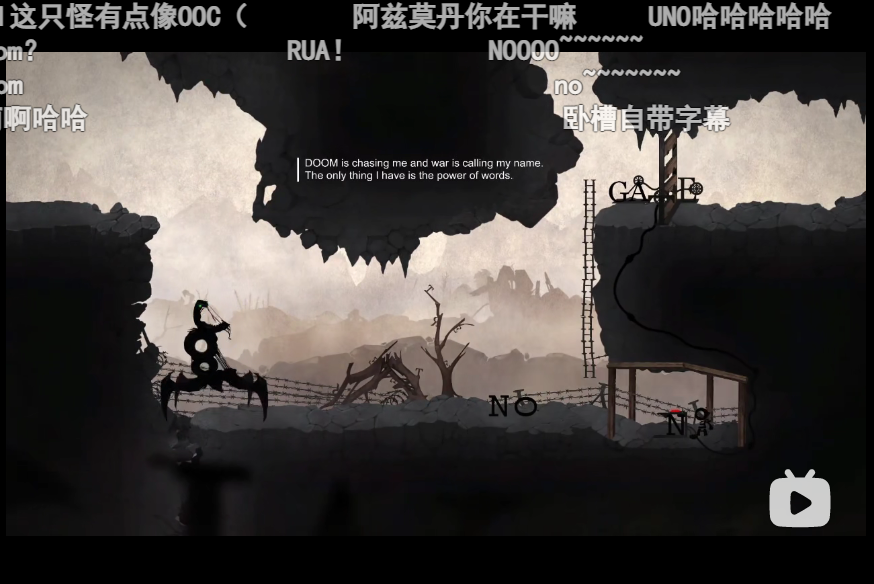 这只怪有点像OOC（
阿兹莫丹你在干嘛
UNO哈哈哈哈哈
om?
RUA!
NOOOO~~~~~~
om
no~~~~~~~
啊哈哈
卧槽自带字幕
DOOM is chasing me and war is calling my name.
The only thing I have is the power of words.
GA E
NO
N